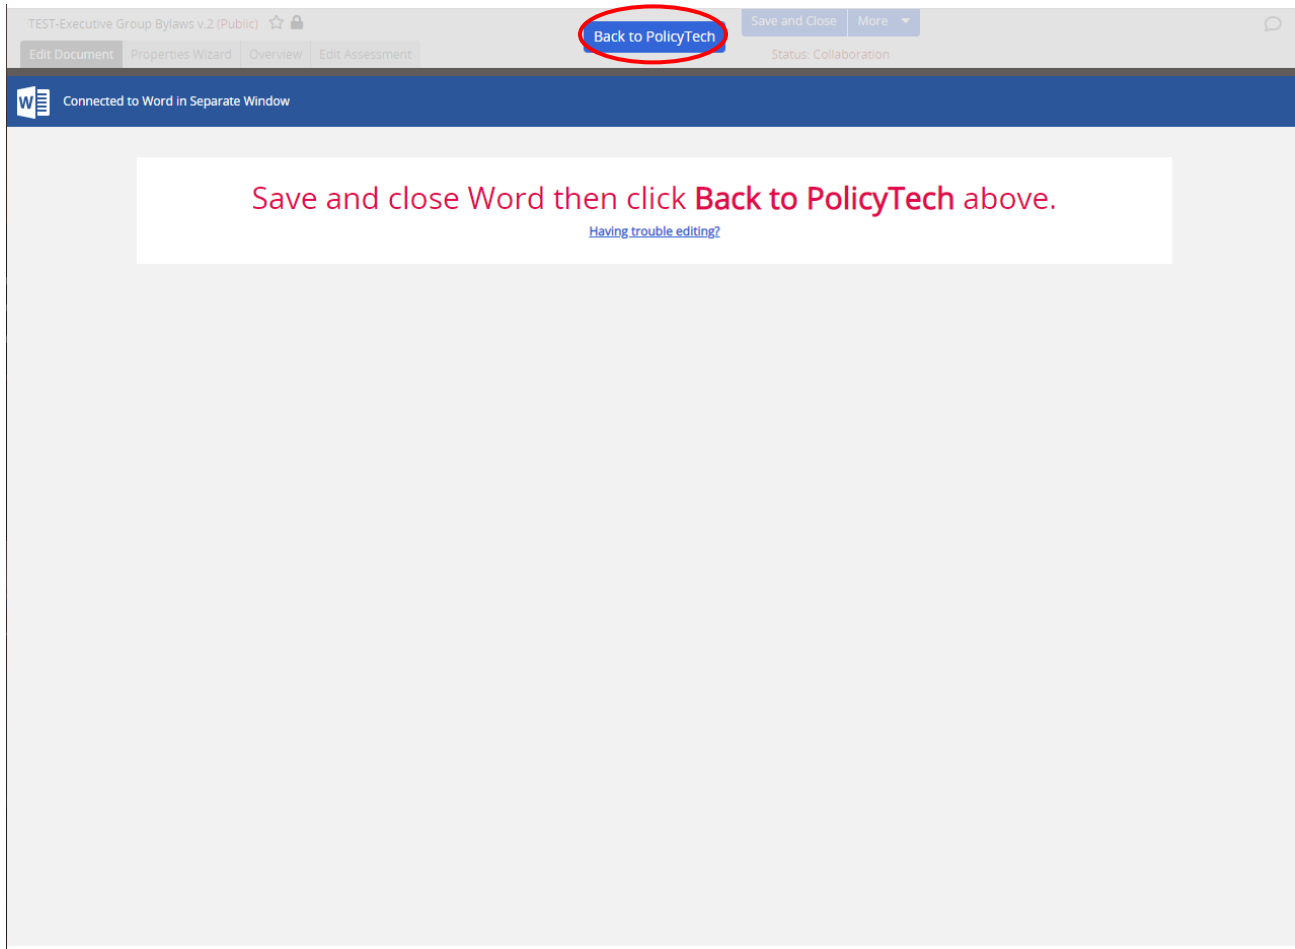 TEST-Executive Group Bylaws v.2 (Public)
Back to PolicyTech
Save and Close More
Edit Document Properties Wizard Overview Edit Assessment
Status: Collaboration
W Connected to Word in Separate Window
Save and close Word then click Back to PolicyTech above.
Having trouble editing?